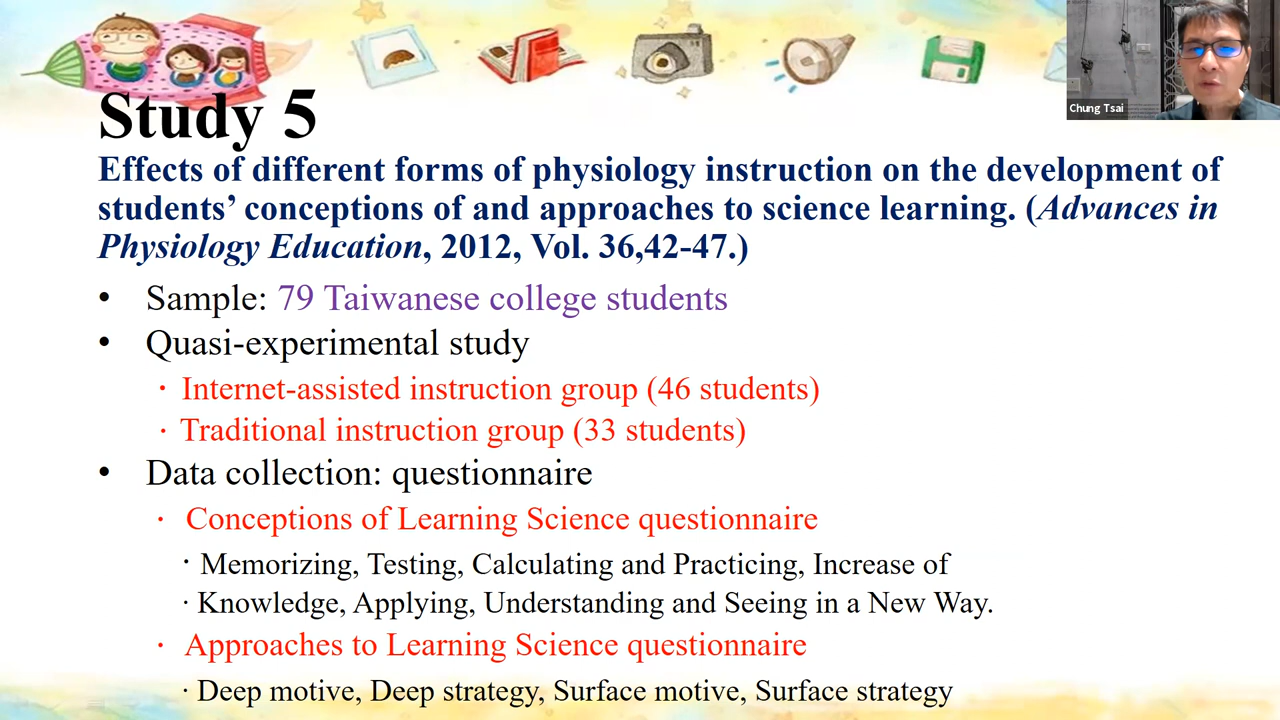 Study 5
Effects of different forms of physiology instruction on the development of
students’ conceptions of and approaches to science learning. (Advances in
Physiology Education, 2012, Vol. 36,42-47.)
• Sample: 79 Taiwanese college students
• Quasi-experimental study
· Internet-assisted instruction group (46 students)
· Traditional instruction group (33 students)
• Data collection: questionnaire
· Conceptions of Learning Science questionnaire
· Memorizing, Testing, Calculating and Practicing, Increase of
· Knowledge, Applying, Understanding and Seeing in a New Way.
· Approaches to Learning Science questionnaire
· Deep motive, Deep strategy, Surface motive, Surface strategy
Chung Tsai